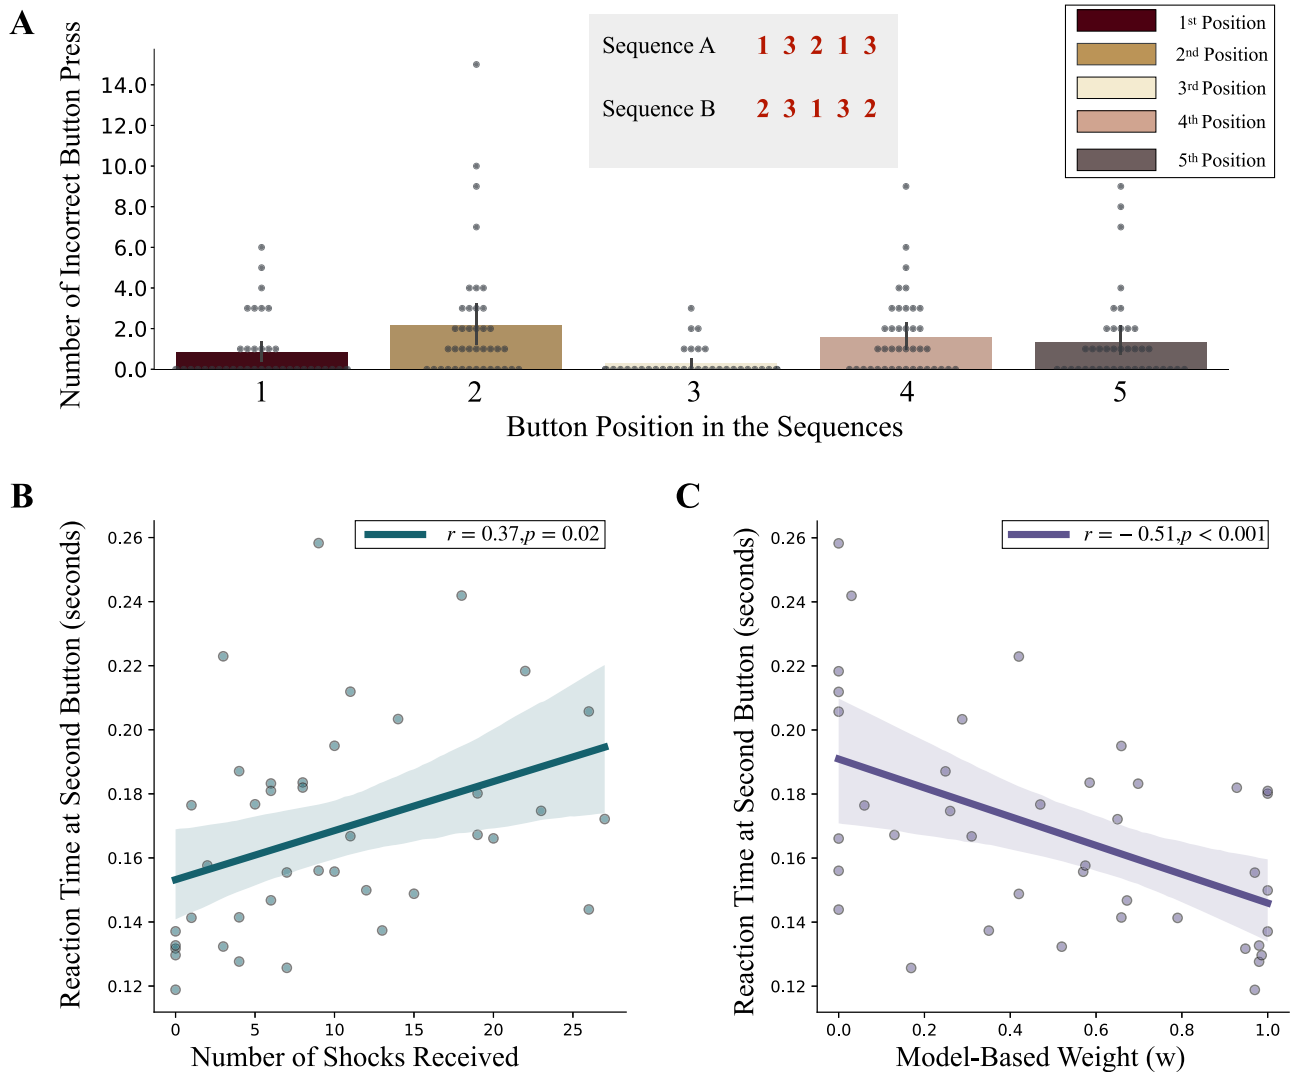 A
Number of Incorrect Button Press
14.0
12.0
10.0
8.0
6.0
4.0
2.0
0.0
Sequence A 1 3 2 1 3
Sequence B 2 3 1 3 2
1st Position
2nd Position
3rd Position
4th Position
5th Position
1 2 3 4 5
Button Position in the Sequences
B
Reaction Time at Second Button (seconds)
0.26
0.24
0.22
0.20
0.18
0.16
0.14
0.12
r = 0.37,p = 0.02
0 5 10 15 20 25
Number of Shocks Received
C
Reaction Time at Second Button (seconds)
0.26
0.24
0.22
0.20
0.18
0.16
0.14
0.12
r = − 0.51,p < 0.001
0.0 0.2 0.4 0.6 0.8 1.0
Model-Based Weight (w)